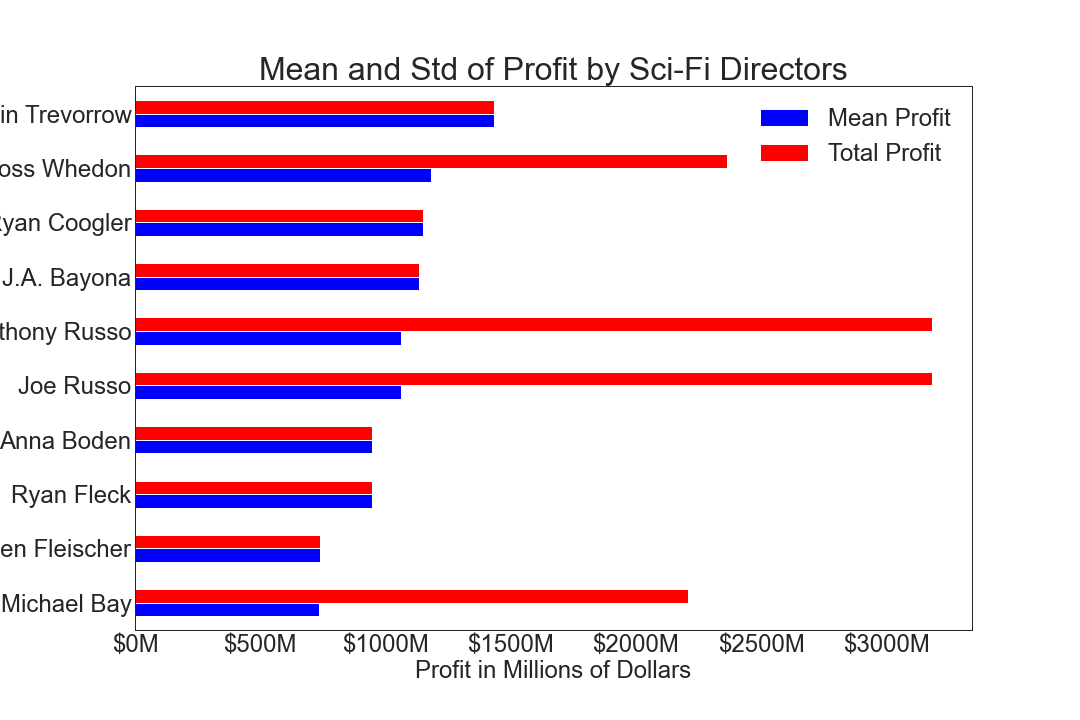 Mean and Std of Profit by Sci-Fi Directors
in Trevorrow
oss Whedon
Ryan Coogler
J.A. Bayona
thony Russo
Joe Russo
Anna Boden
Ryan Fleck
en Fleischer
Michael Bay
Mean Profit
Total Profit
$0M $500M $1000M $1500M $2000M $2500M $3000M
Profit in Millions of Dollars